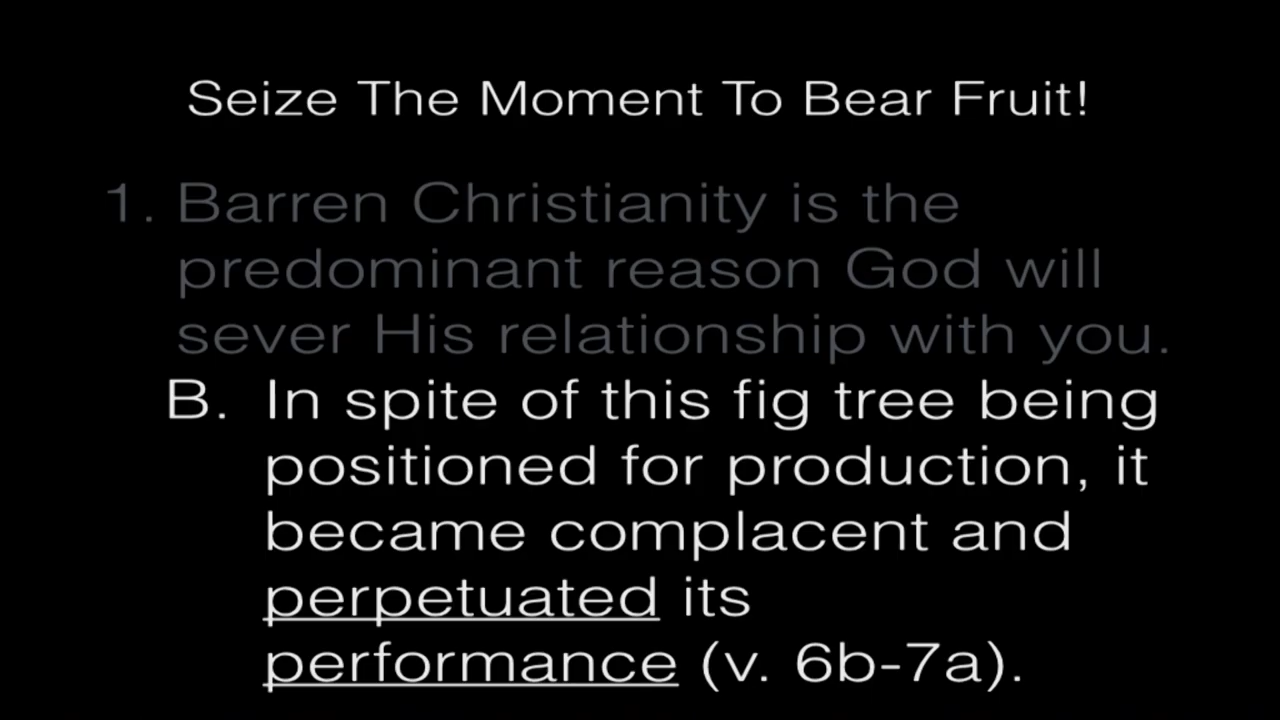 Seize The Moment To Bear Fruit!
1. Barren Christianity is the
predominant reason God will
sever His relationship with you.
B. In spite of this fig tree being
positioned for production, it
became complacent and
perpetuated its
performance (v. 6b-7a).